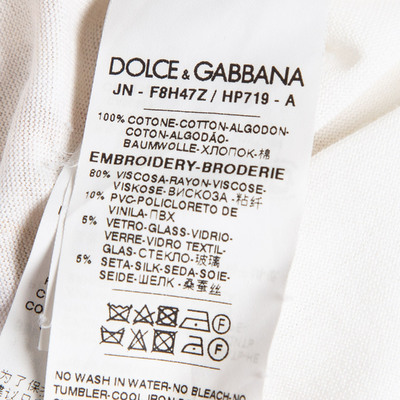 DOLCE & GABBANA
JN - F8H47Z / HP719 - A
100% COTONE-COTTON-ALGODON-
COTON-ALGODÃO-
BAUMWOLLE-ХЛОПОК-棉
EMBROIDERY-BRODERIE
80% VISCOSA-RAYON-VISCOSE-
VISKOSE-ВИСКОЗА-粘纤
10% PVC-POLICLORETO DE
VINILA-ПВХ
5% VETRO-GLASS-VIDRIO-
VERRE-VIDRO TEXTIL-
GLAS-СТЕКЛО-玻璃
5% SETA-SILK-SEDA-SOIE-
SEIDE-ШЕЛК-桑蚕丝
F
F
NO WASH IN WATER-NO BLEACH-NO
TUMBLER-COOL IRON
为了保